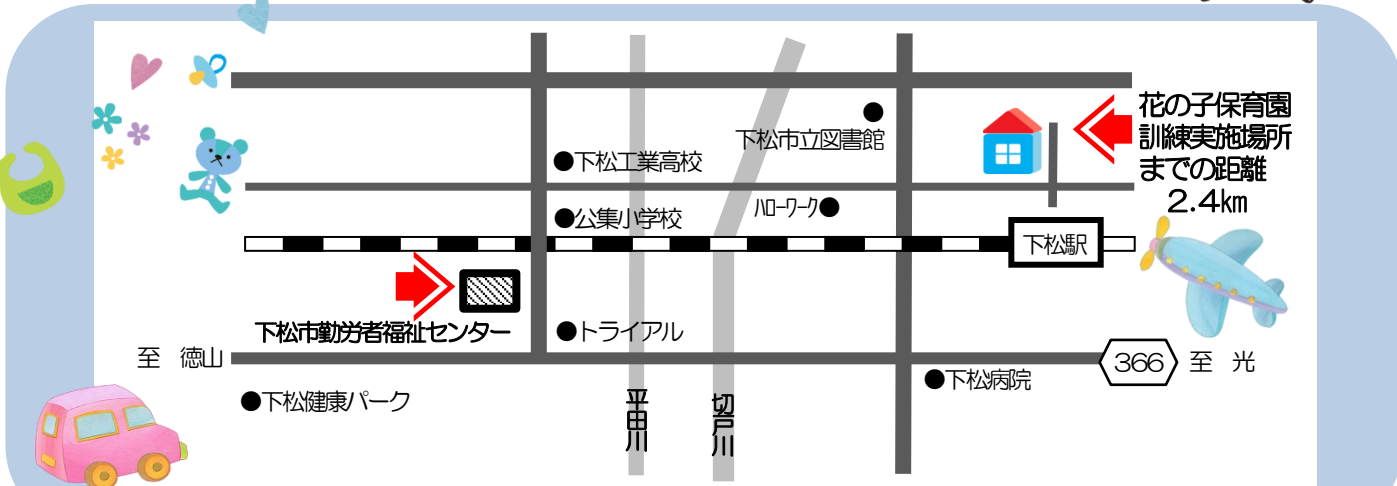 花の子保育園
訓練実施場所
までの距離
2.4km
下松市立図書館
●下松工業高校
●公集小学校
ﾊﾛｰﾜｰｸ●
下松駅
下松市勤労者福祉センター
●トライアル
至 徳山
366
至 光
●下松病院
●下松健康パーク
平田川
切戸川